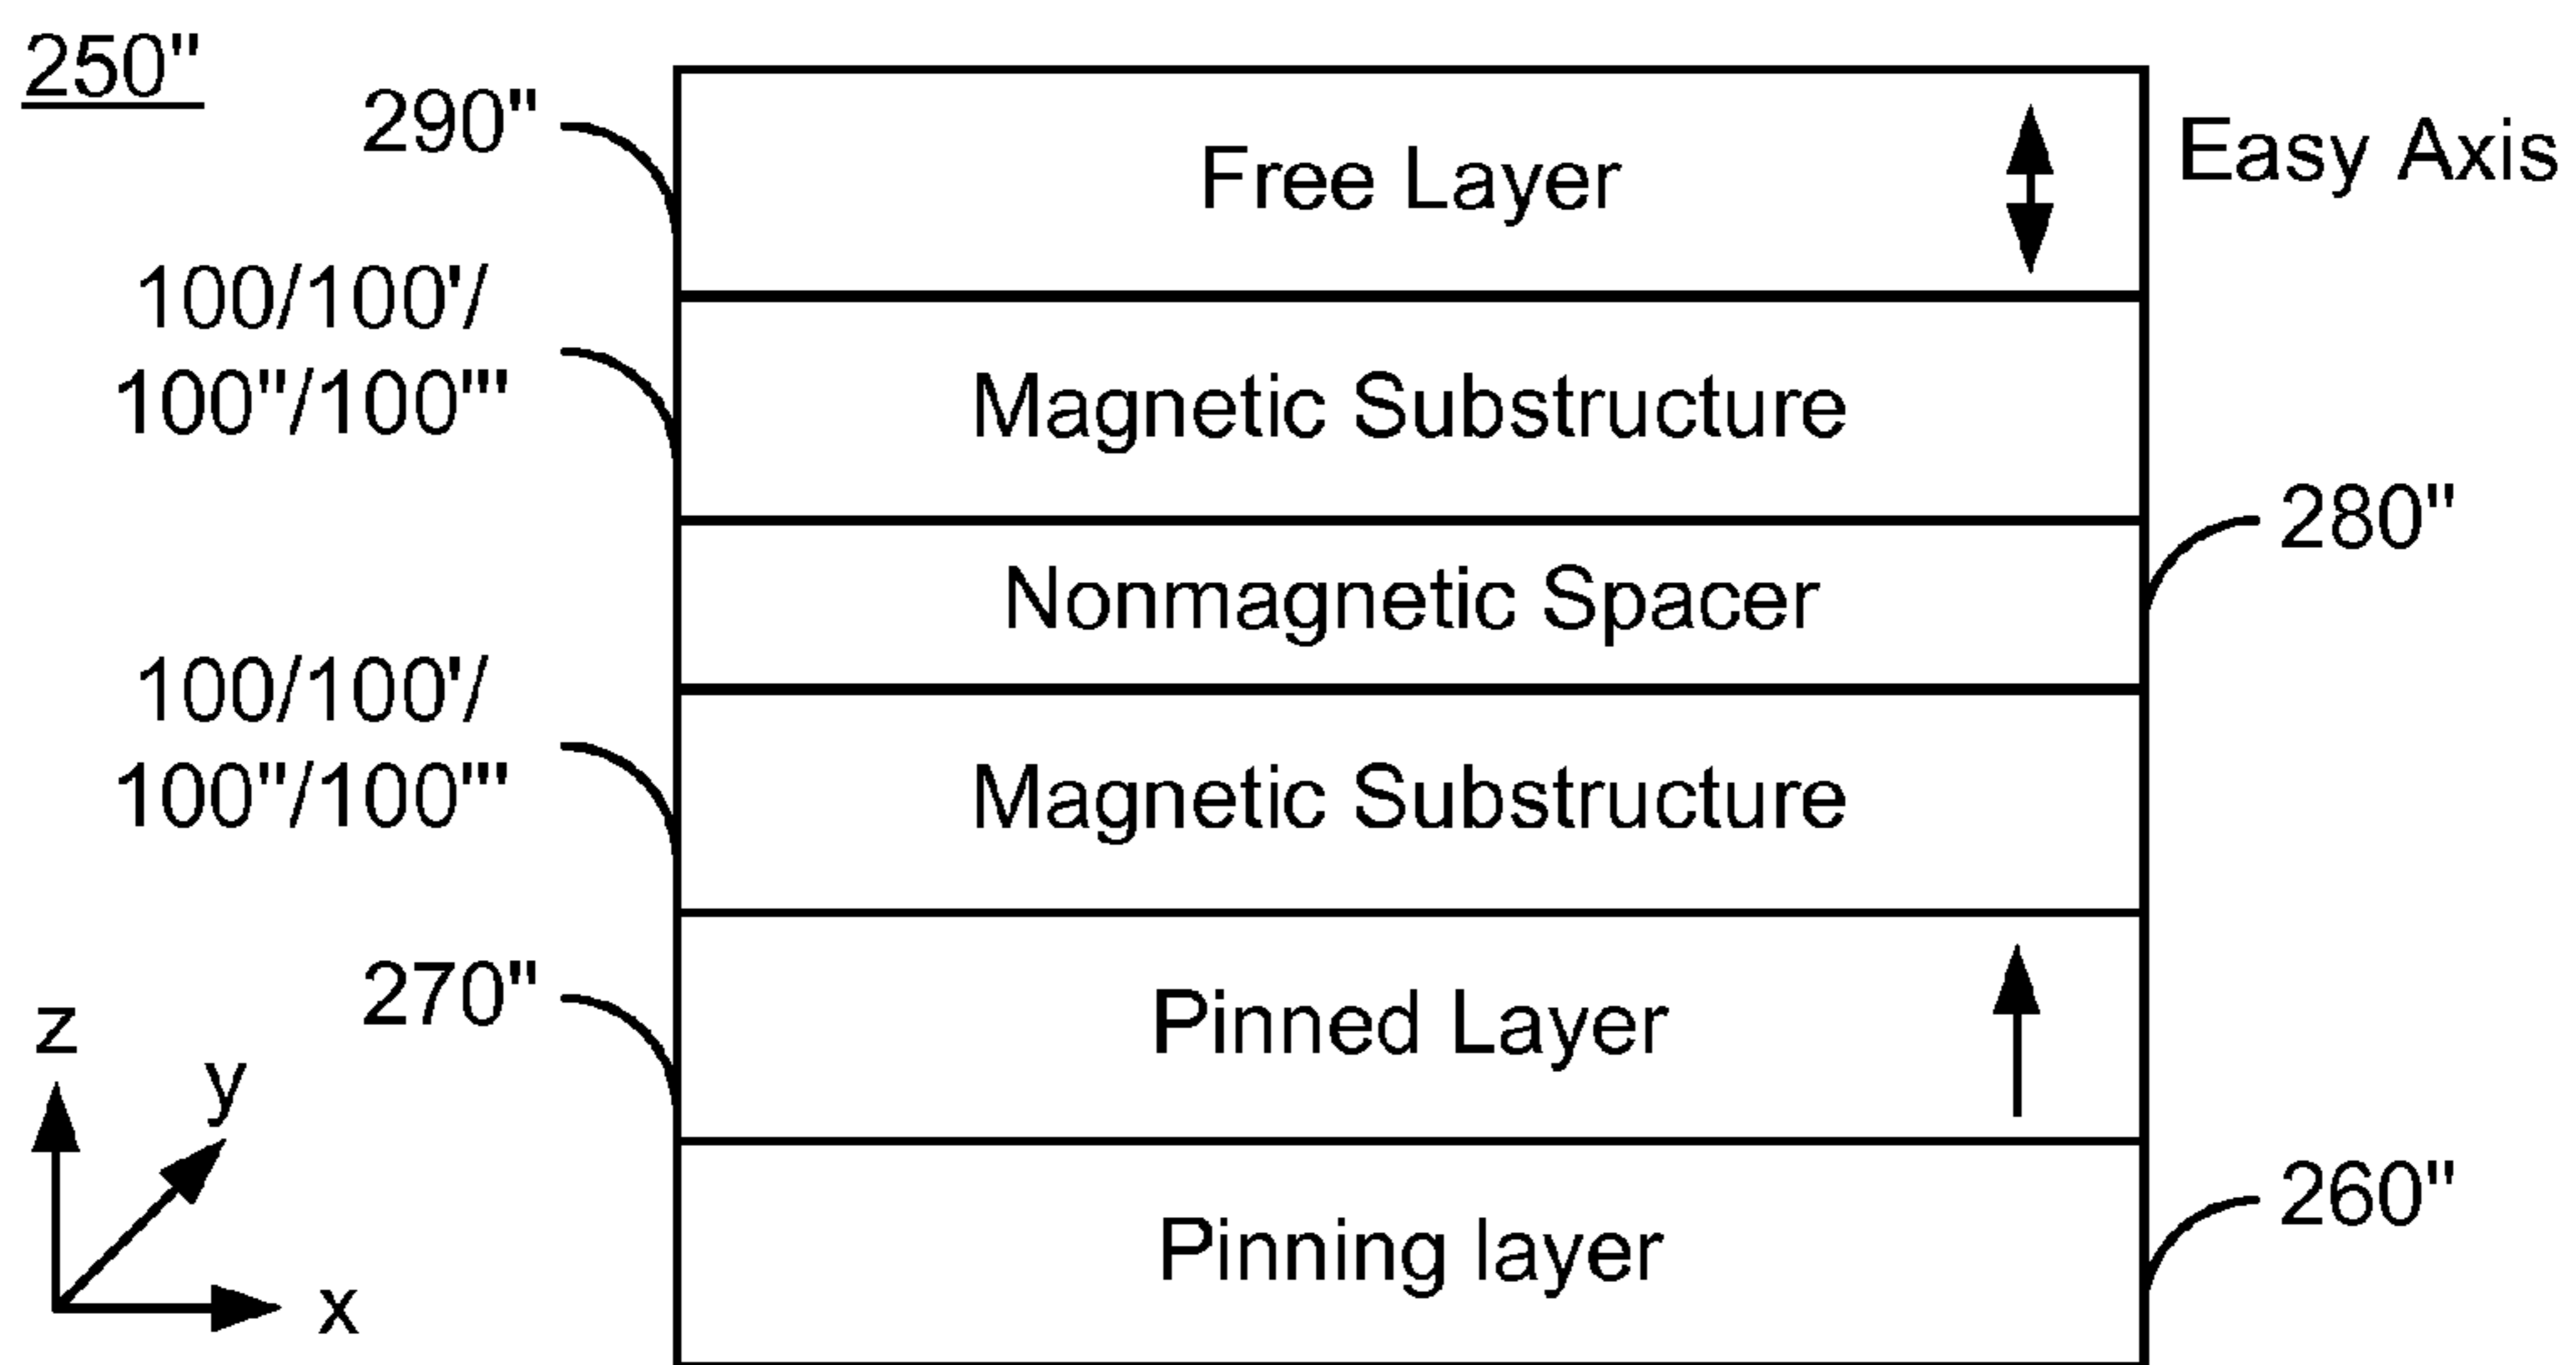 250"
290"
Free Layer
Easy Axis
100/100'/
100"/100'"
Magnetic Substructure
280"
Nonmagnetic Spacer
100/100'/
100"/100'"
Magnetic Substructure
270"
Pinned Layer
z
y
x
260"
Pinning layer